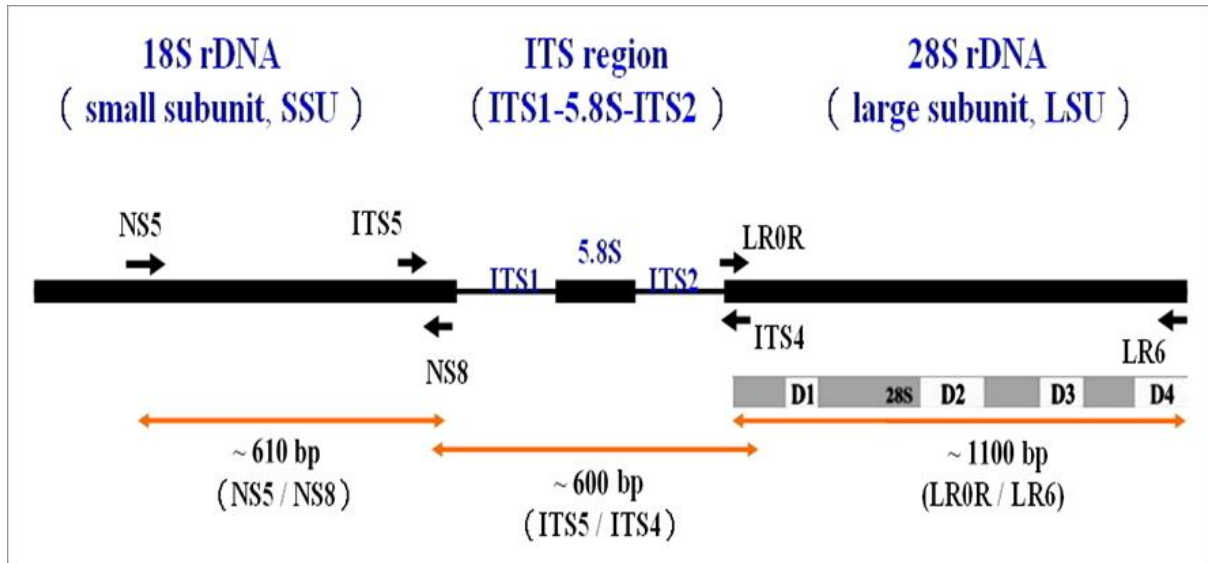 18S rDNA
( small subunit, SSU )
ITS region
(ITS1-5.8S-ITS2 )
28S rDNA
( large subunit, LSU )
NS5
ITS5
5.8S
LR0R
ITS1
ITS2
NS8
ITS4
LR6
D1
28S
D2
D3
D4
~ 610 bp
(NS5 / NS8)
~ 600 bp
(ITS5 / ITS4)
~ 1100 bp
(LR0R / LR6)